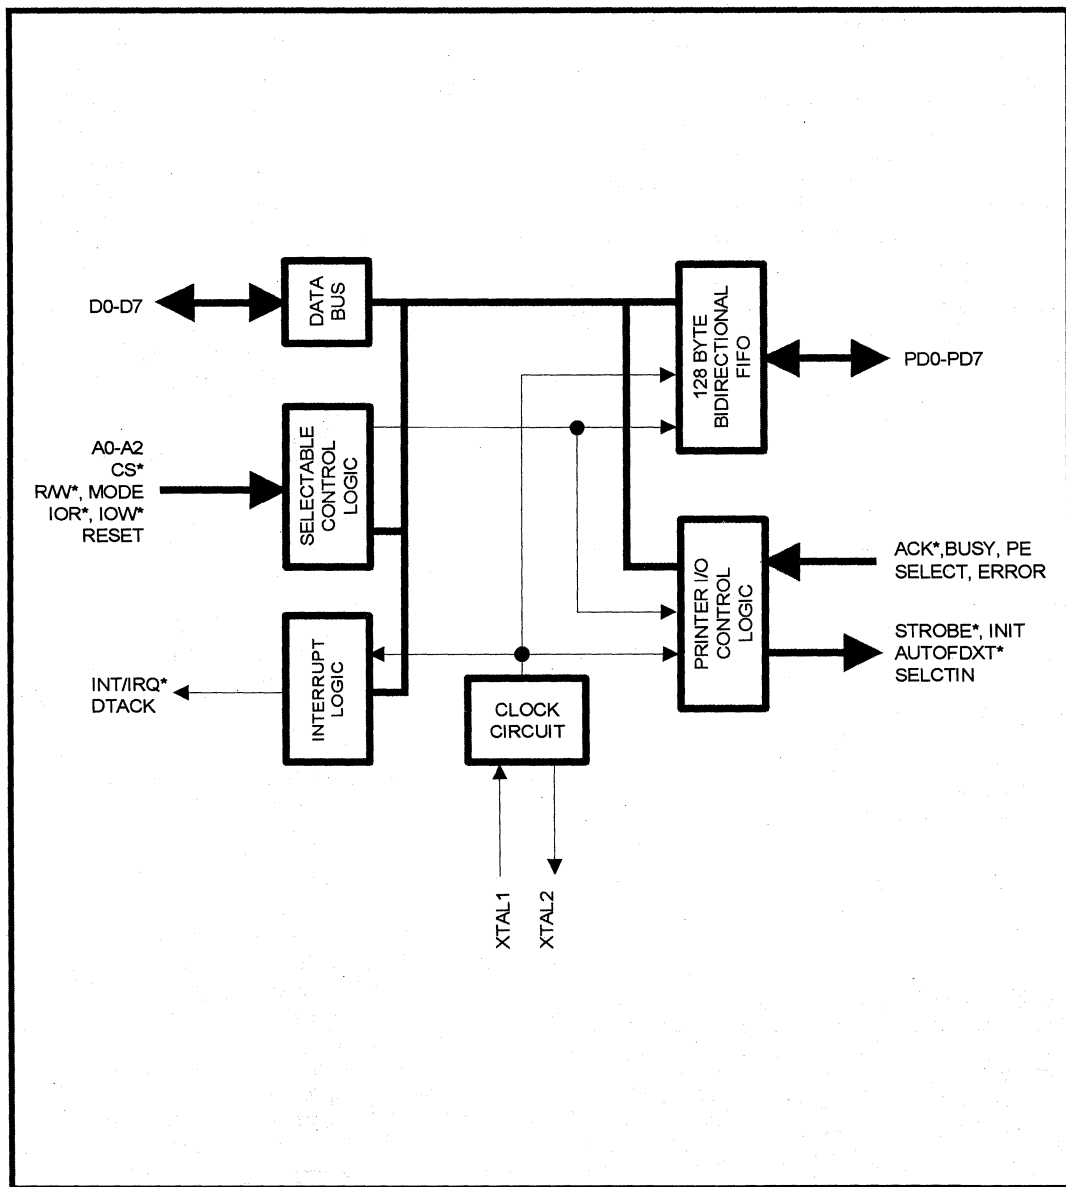 D0-D7
DATA
BUS
128 BYTE
BIDIRECTIONAL
FIFO
PD0-PD7
A0-A2
CS*
R/W*, MODE
IOR*, IOW*
RESET
SELECTABLE
CONTROL
LOGIC
PRINTER I/O
CONTROL
LOGIC
ACK*,BUSY, PE
SELECT, ERROR
STROBE*, INIT
AUTOFDXT*
SELCTIN
INT/IRQ*
DTACK
INTERRUPT
LOGIC
CLOCK
CIRCUIT
XTAL1
XTAL2